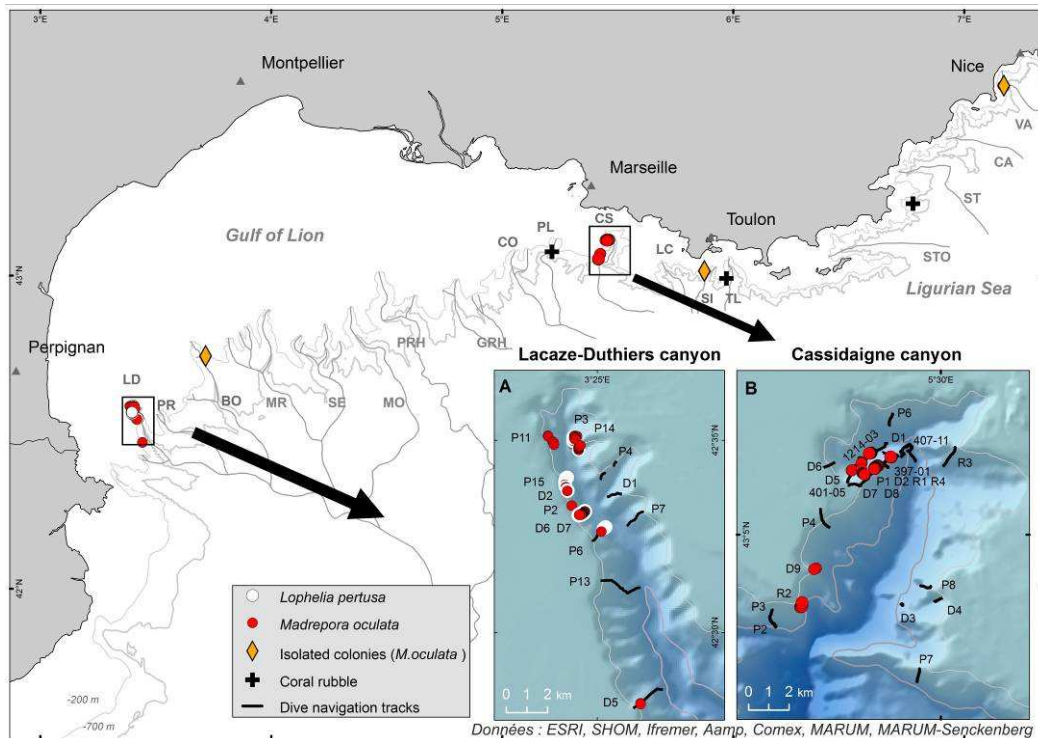 3°E 4°E 5°E 6°E 7°E
Montpellier
Nice
VA
CA
Marseille
ST
CS
Toulon
PL
Gulf of Lion
CO
LC
STO
43°N
SI TL
Ligurian Sea
PRH
GRH
Perpignan
LD
PR
BO
MR
SE
MO
42°N
-200 m
-700 m
Lophelia pertusa
Madrepora oculata
Isolated colonies (M.oculata )
Coral rubble
Dive navigation tracks
Lacaze-Duthiers canyon
A
3°25'E
P3
P11
P14
42°35'N
P4
P15
D1
D2
P2
P7
D6 D7
P6
P13
42°30'N
D5
0 1 2 km
Cassidaigne canyon
B
5°30'E
P6
1214-03
D1
407-11
D6
R3
D5
397-01
P1 D2 R1 R4
401-05
D7 D8
P4
43°5'N
D9
R2
P8
P3
D4
D3
P2
P7
0 1 2 km
Données : ESRI, SHOM, Ifremer, Aamp, Comex, MARUM, MARUM-Senckenberg